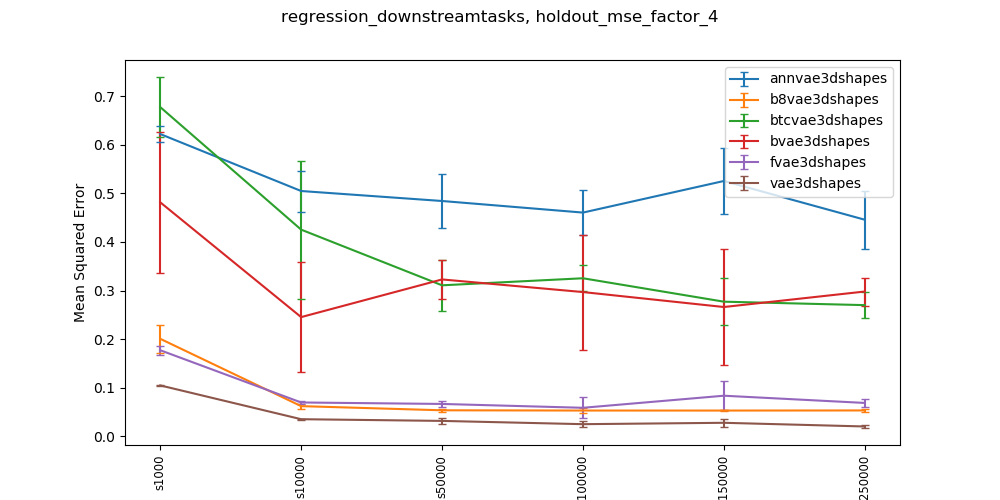 regression_downstreamtasks, holdout_mse_factor_4
Mean Squared Error
0.7
0.6
0.5
0.4
0.3
0.2
0.1
0.0
annvae3dshapes
b8vae3dshapes
btcvae3dshapes
bvae3dshapes
fvae3dshapes
vae3dshapes
s1000
s10000
s50000
100000
150000
250000